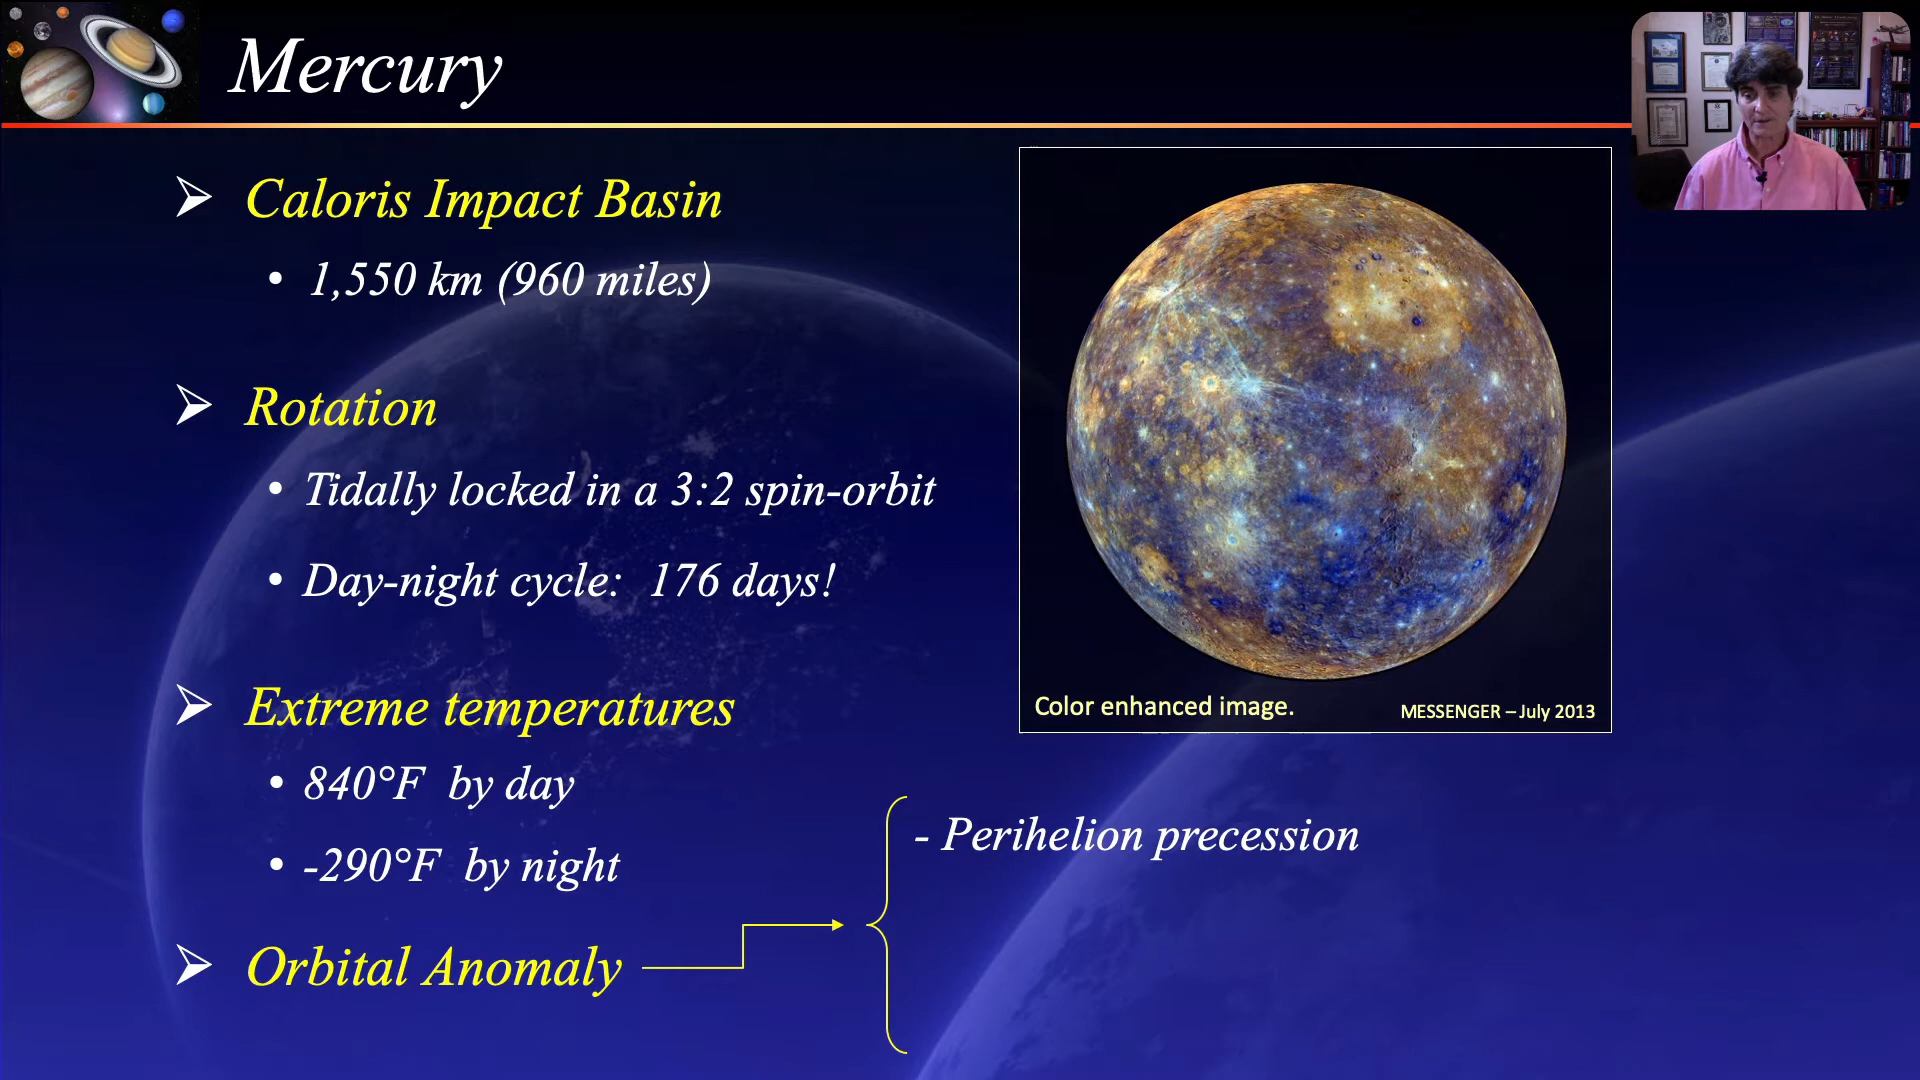 Mercury
➢ Caloris Impact Basin
• 1,550 km (960 miles)
➢ Rotation
• Tidally locked in a 3:2 spin-orbit
• Day-night cycle: 176 days!
➢ Extreme temperatures
• 840°F by day
• -290°F by night
➢ Orbital Anomaly
- Perihelion precession
Color enhanced image.
MESSENGER – July 2013